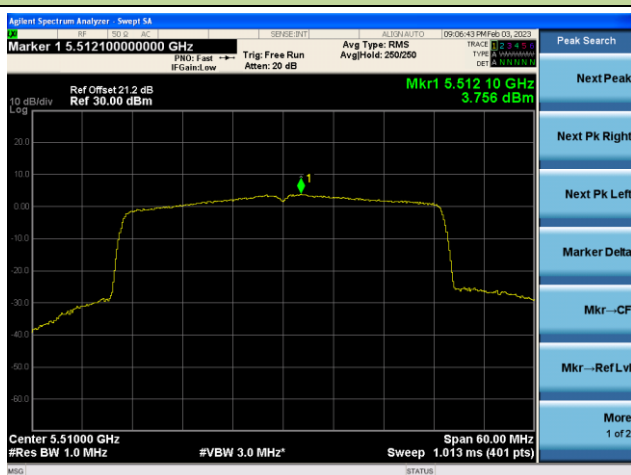 Agilent Spectrum Analyzer - Swept SA
RF 50 Ω AC SENSE:INT ALIGN AUTO 09:06:43 PM Feb 03, 2023
Marker 1 5.512100000000 GHz
PNO: Fast
IFGain:Low
Trig: Free Run
Atten: 20 dB
Avg Type: RMS
Avg|Hold: 250/250
TRACE 1 2 3 4 5 6
TYPE A WWWWW
DET A N N N N N
Peak Search
Ref Offset 21.2 dB
10 dB/div Ref 30.00 dBm
Log
Mkr1 5.512 10 GHz
3.756 dBm
20.0
10.0
0.00
-10.0
-20.0
-30.0
-40.0
-50.0
-60.0
1
Next Peak
Next Pk Right
Next Pk Left
Marker Delta
Mkr→CF
Mkr→Ref Lvl
More
1 of 2
Center 5.51000 GHz Span 60.00 MHz
#Res BW 1.0 MHz #VBW 3.0 MHz* Sweep 1.013 ms (401 pts)
MSG STATUS